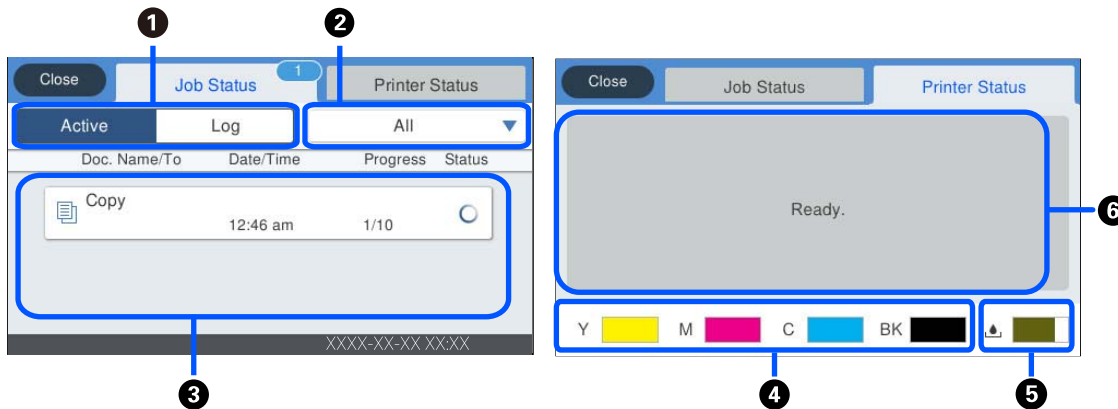 1
2
Close
Job Status
1
Printer Status
Active
Log
All
Doc. Name/To
Date/Time
Progress
Status
Copy
12:46 am
1/10
XXXX-XX-XX XX:XX
3
Close
Job Status
Printer Status
Ready.
6
Y
M
C
BK
4
5